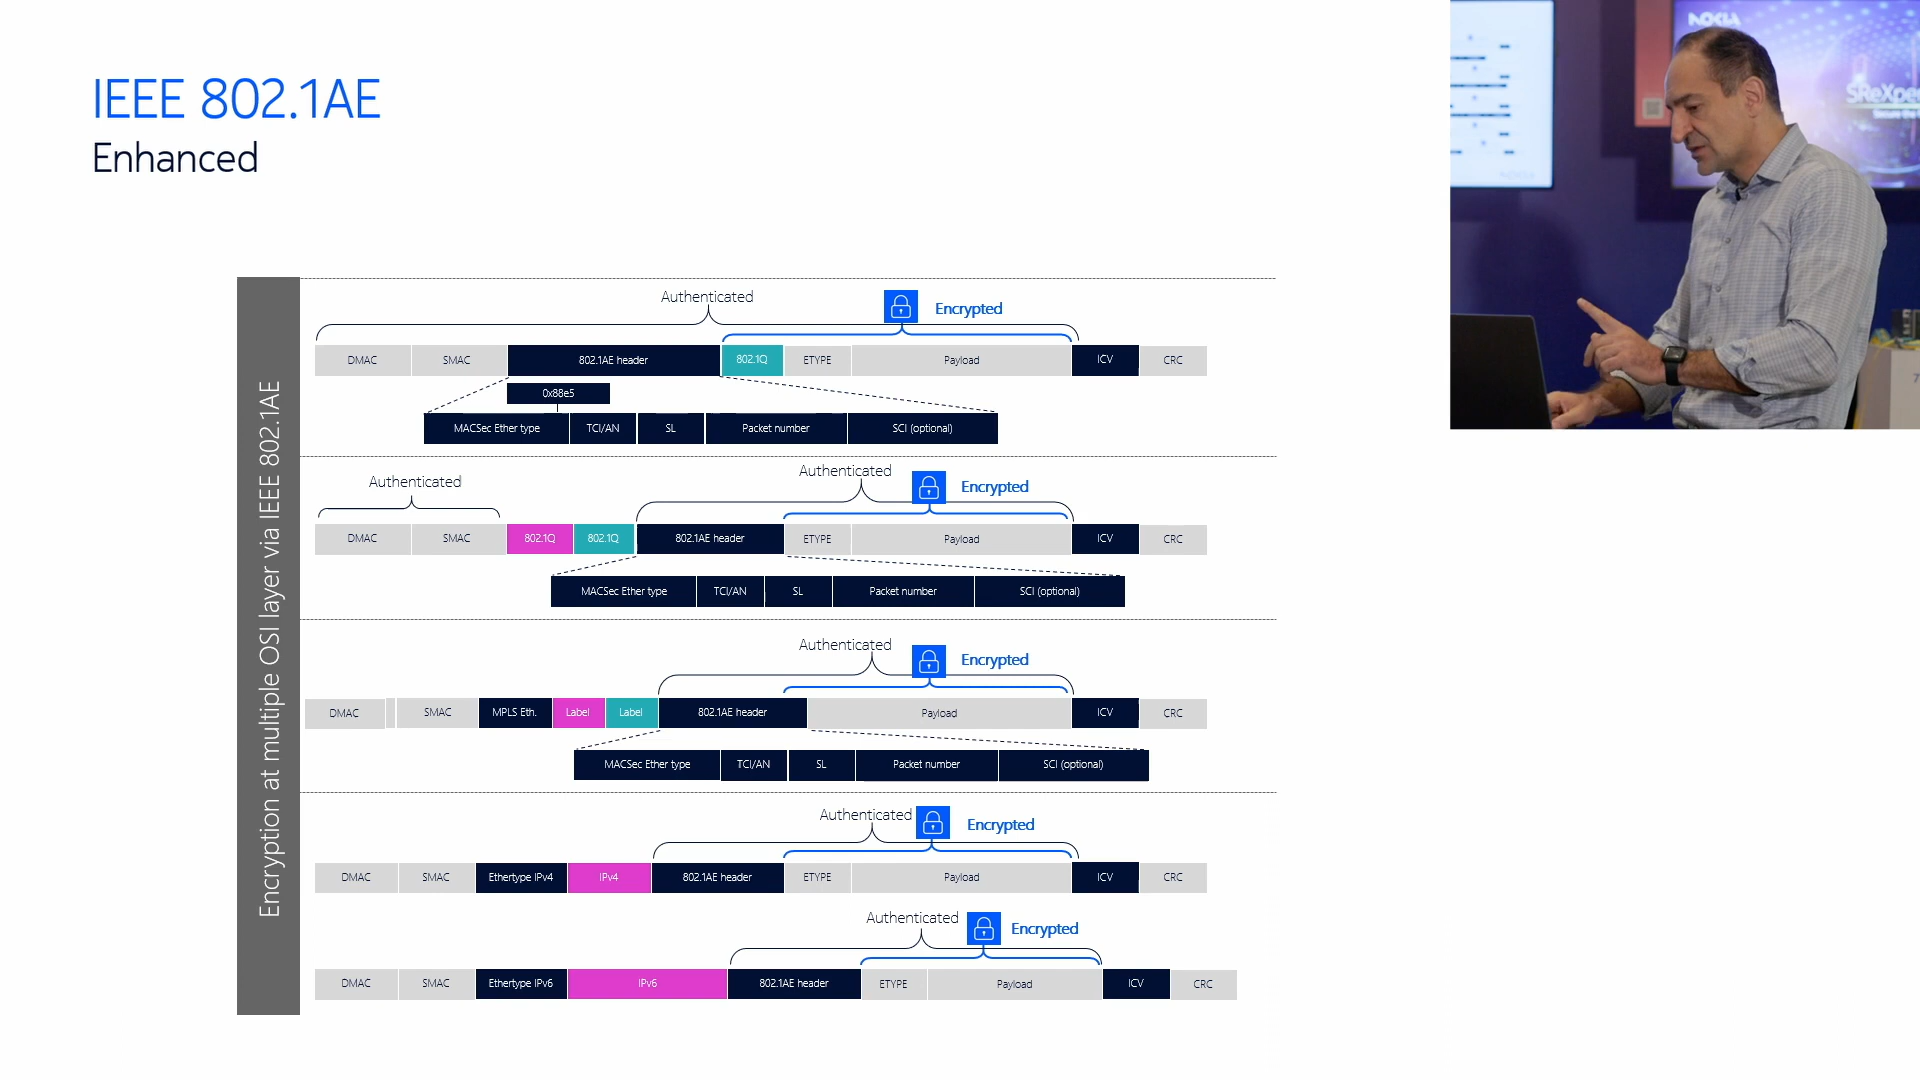 IEEE 802.1AE
Enhanced
NOKIA
SReXpe
Secure the
Encryption at multiple OSI layer via IEEE 802.1AE
Authenticated
Encrypted
DMAC SMAC 802.1AE header 802.1Q ETYPE Payload ICV CRC
0x88e5
MACSec Ether type TCI/AN SL Packet number SCI (optional)
Authenticated
Authenticated
Encrypted
DMAC SMAC 802.1Q 802.1Q 802.1AE header ETYPE Payload ICV CRC
MACSec Ether type TCI/AN SL Packet number SCI (optional)
Authenticated
Encrypted
DMAC SMAC MPLS Eth. Label Label 802.1AE header Payload ICV CRC
MACSec Ether type TCI/AN SL Packet number SCI (optional)
Authenticated
Encrypted
DMAC SMAC Ethertype IPv4 IPv4 802.1AE header ETYPE Payload ICV CRC
Authenticated
Encrypted
DMAC SMAC Ethertype IPv6 IPv6 802.1AE header ETYPE Payload ICV CRC